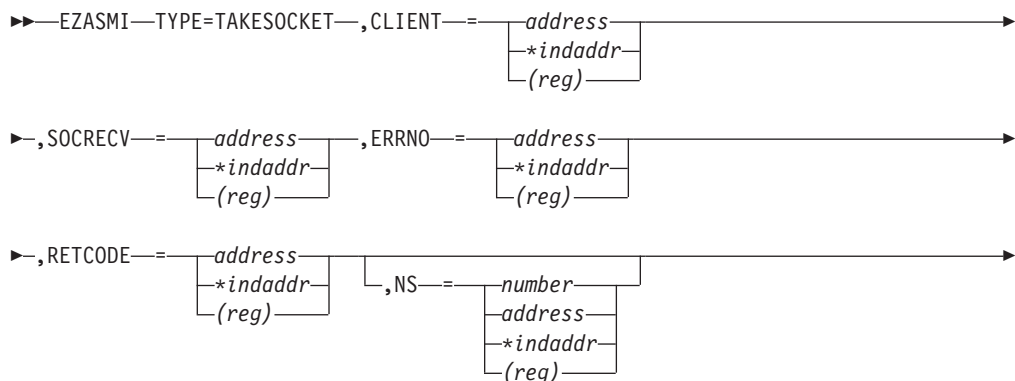 EZASMI TYPE=TAKESOCKET ,CLIENT = address
*indaddr
(reg)
,SOCRECV = address ,ERRNO = address
*indaddr *indaddr
(reg) (reg)
,RETCODE = address
*indaddr ,NS = number
(reg) address
*indaddr
(reg)